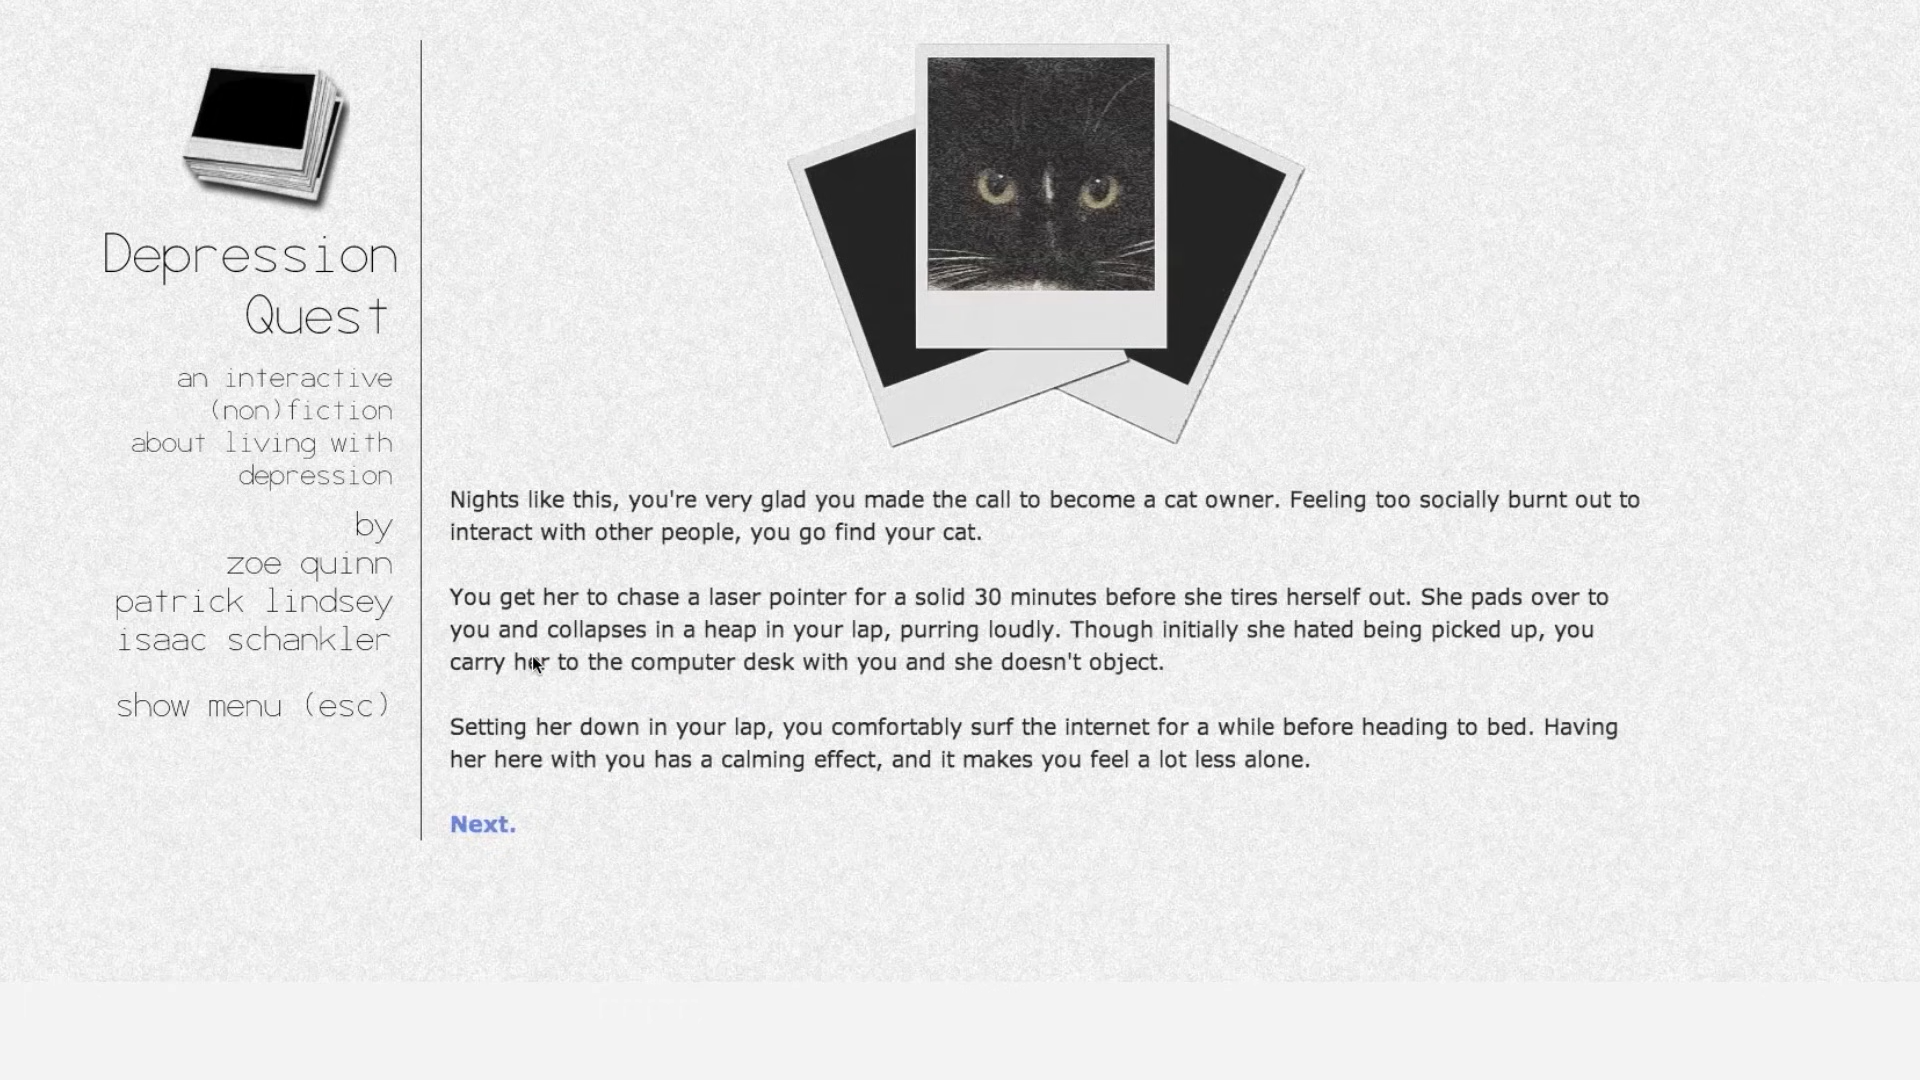 Depression
Quest
an interactive
(non)fiction
about living with
depression
by
zoe quinn
patrick lindsey
isaac schankler
show menu (esc)
Nights like this, you're very glad you made the call to become a cat owner. Feeling too socially burnt out to
interact with other people, you go find your cat.
You get her to chase a laser pointer for a solid 30 minutes before she tires herself out. She pads over to
you and collapses in a heap in your lap, purring loudly. Though initially she hated being picked up, you
carry her to the computer desk with you and she doesn't object.
Setting her down in your lap, you comfortably surf the internet for a while before heading to bed. Having
her here with you has a calming effect, and it makes you feel a lot less alone.
Next.